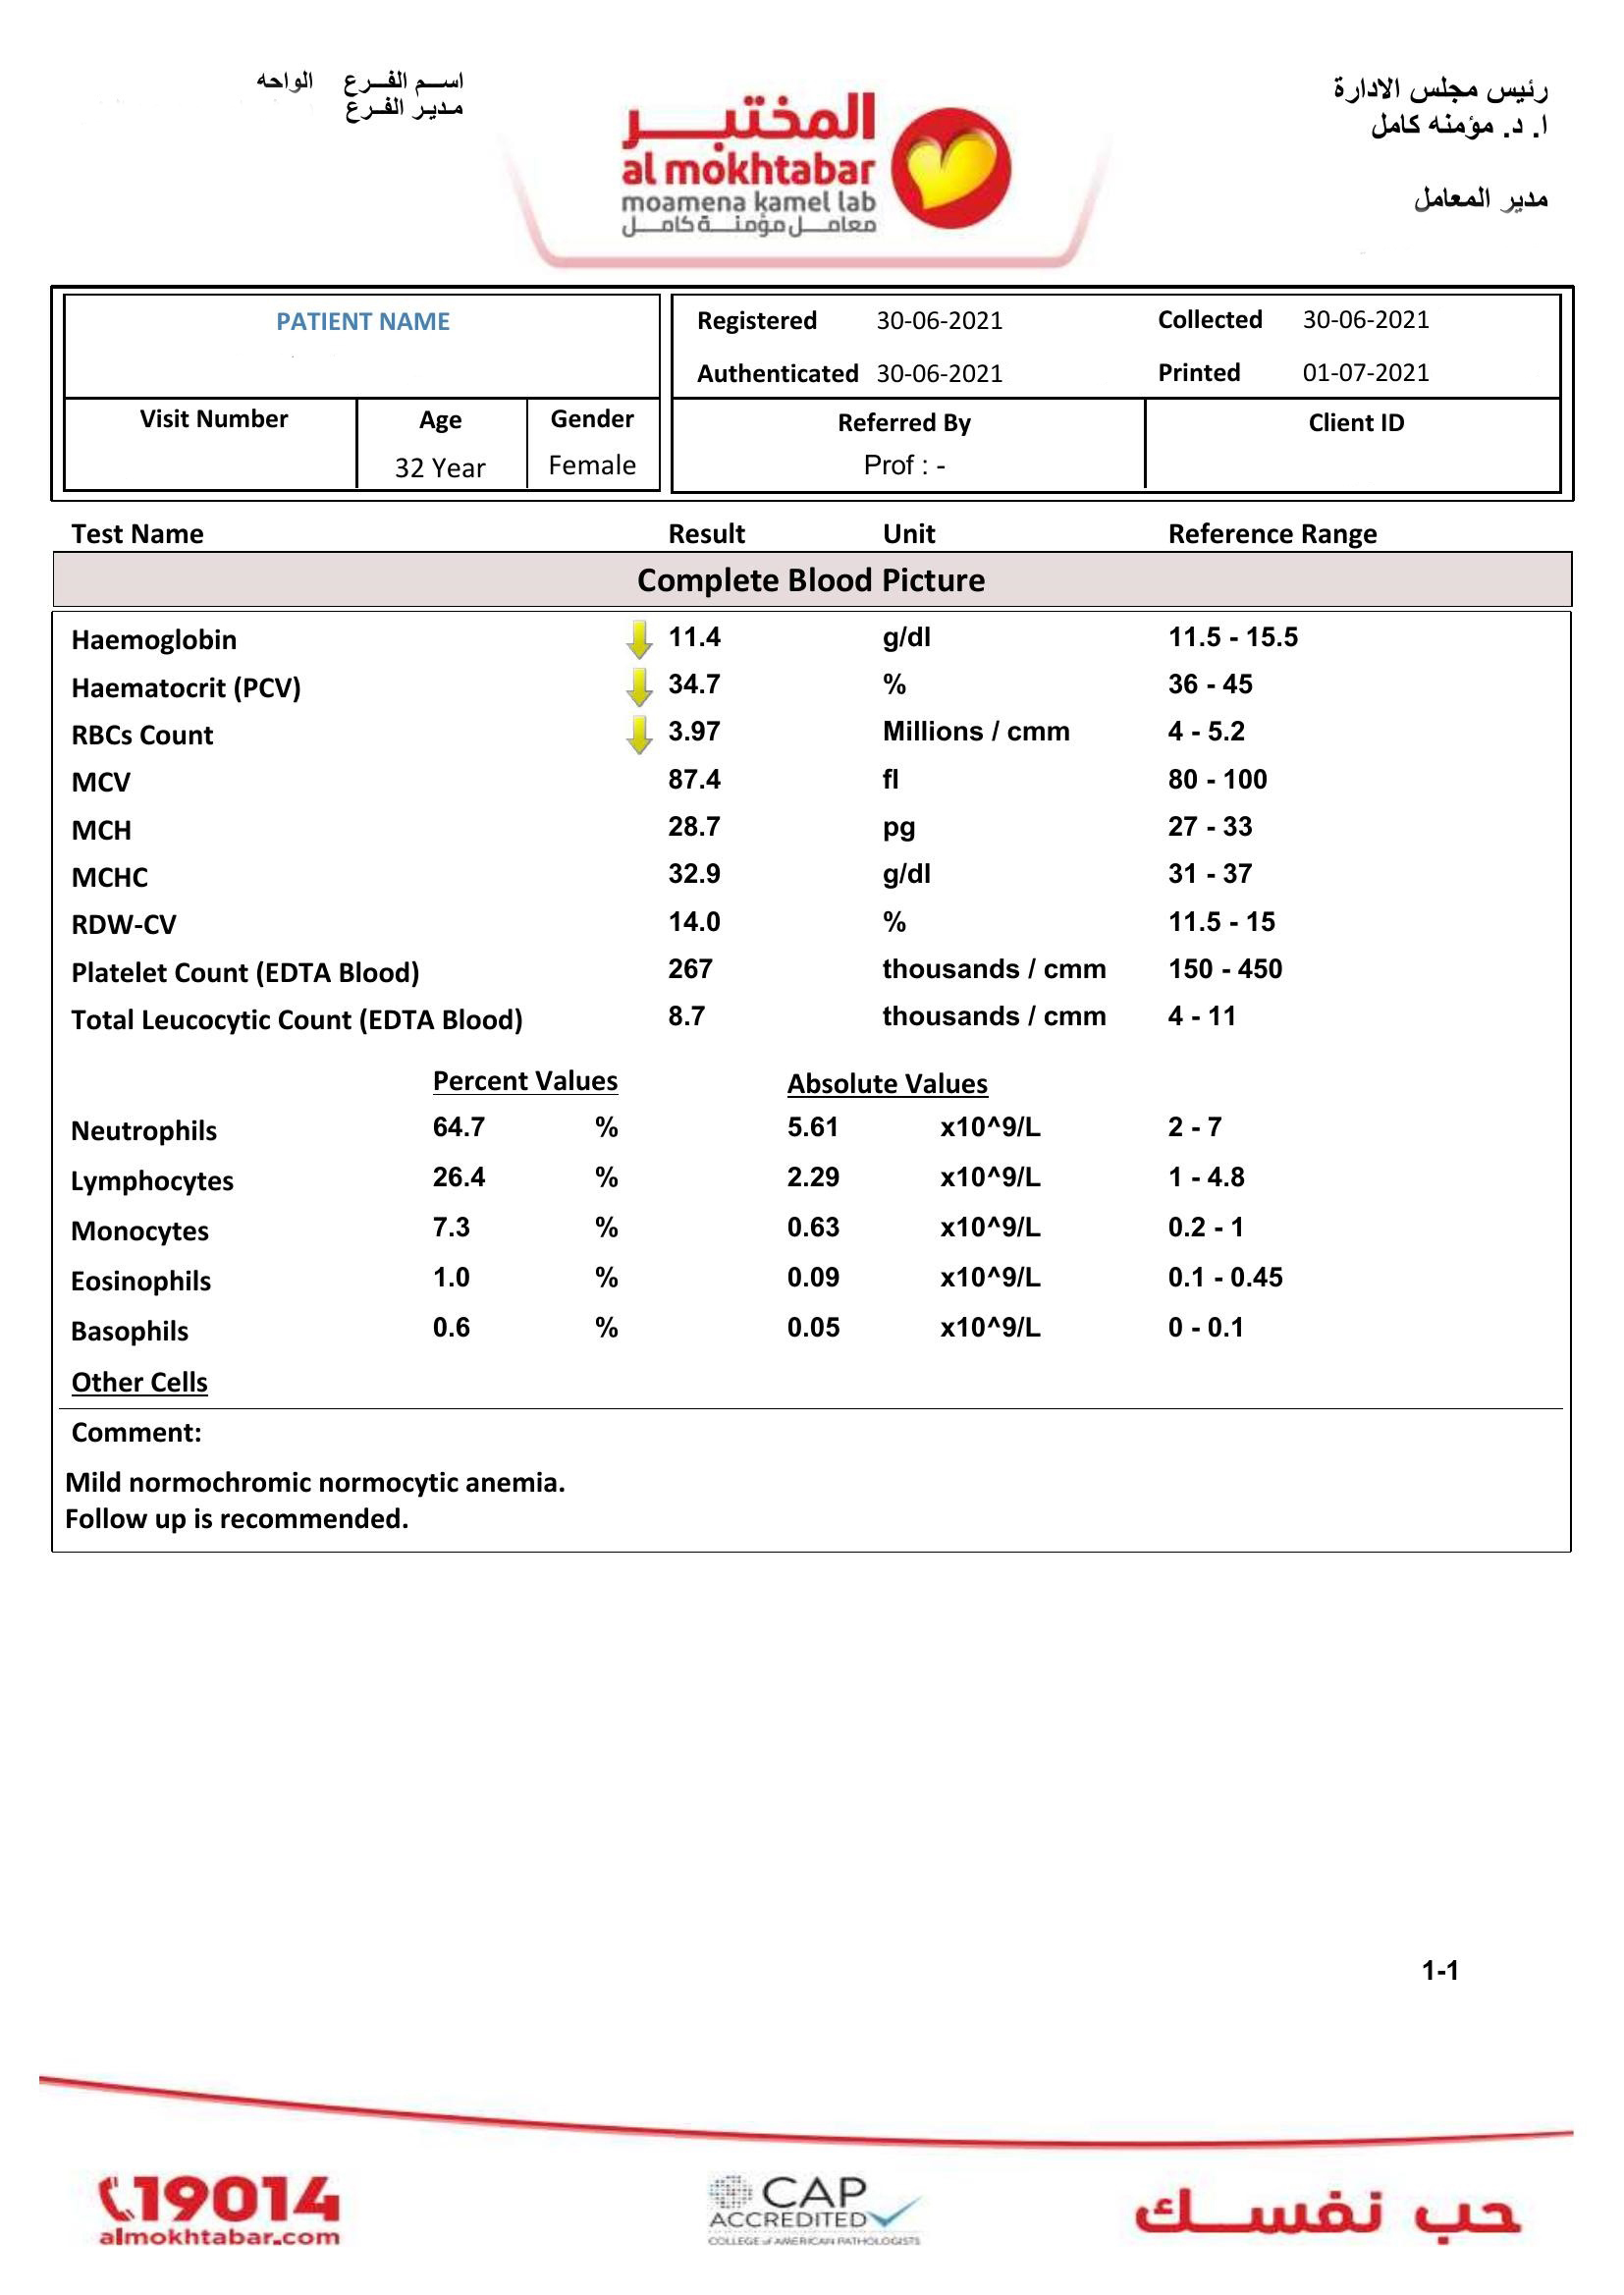 اســم الفــرع الواحه
مـديـر الفـرع
المختبر
al mokhtabar
moamena kamel lab
معامل مؤمنة كامل
رئيس مجلس الادارة
ا. د. مؤمنه كامل
مدير المعامل
PATIENT NAME
Registered 30-06-2021 Collected 30-06-2021
Authenticated 30-06-2021 Printed 01-07-2021
Visit Number Age Gender Referred By Client ID
32 Year Female Prof : -
Test Name Result Unit Reference Range
Complete Blood Picture
Haemoglobin 11.4 g/dl 11.5 - 15.5
Haematocrit (PCV) 34.7 % 36 - 45
RBCs Count 3.97 Millions / cmm 4 - 5.2
MCV 87.4 fl 80 - 100
MCH 28.7 pg 27 - 33
MCHC 32.9 g/dl 31 - 37
RDW-CV 14.0 % 11.5 - 15
Platelet Count (EDTA Blood) 267 thousands / cmm 150 - 450
Total Leucocytic Count (EDTA Blood) 8.7 thousands / cmm 4 - 11
Percent Values Absolute Values
Neutrophils 64.7 % 5.61 x10^9/L 2 - 7
Lymphocytes 26.4 % 2.29 x10^9/L 1 - 4.8
Monocytes 7.3 % 0.63 x10^9/L 0.2 - 1
Eosinophils 1.0 % 0.09 x10^9/L 0.1 - 0.45
Basophils 0.6 % 0.05 x10^9/L 0 - 0.1
Other Cells
Comment:
Mild normochromic normocytic anemia.
Follow up is recommended.
1-1
19014
almokhtabar.com
CAP
ACCREDITED
COLLEGE of AMERICAN PATHOLOGISTS
حب نفسك